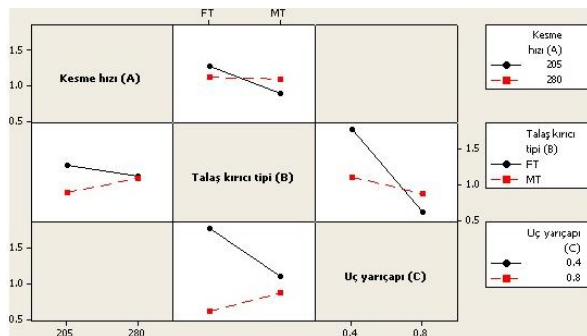 FT MT
1.5
1.0
0.5
Kesme hızı (A)
Kesme
hızı (A)
205
280
Talaş kırıcı tipi (B)
1.5
1.0
0.5
Talaş kırıcı
tipi (B)
FT
MT
1.5
1.0
0.5
Uç yarıçapı (C)
Uç yarıçapı
(C)
0.4
0.8
205 280 0.4 0.8